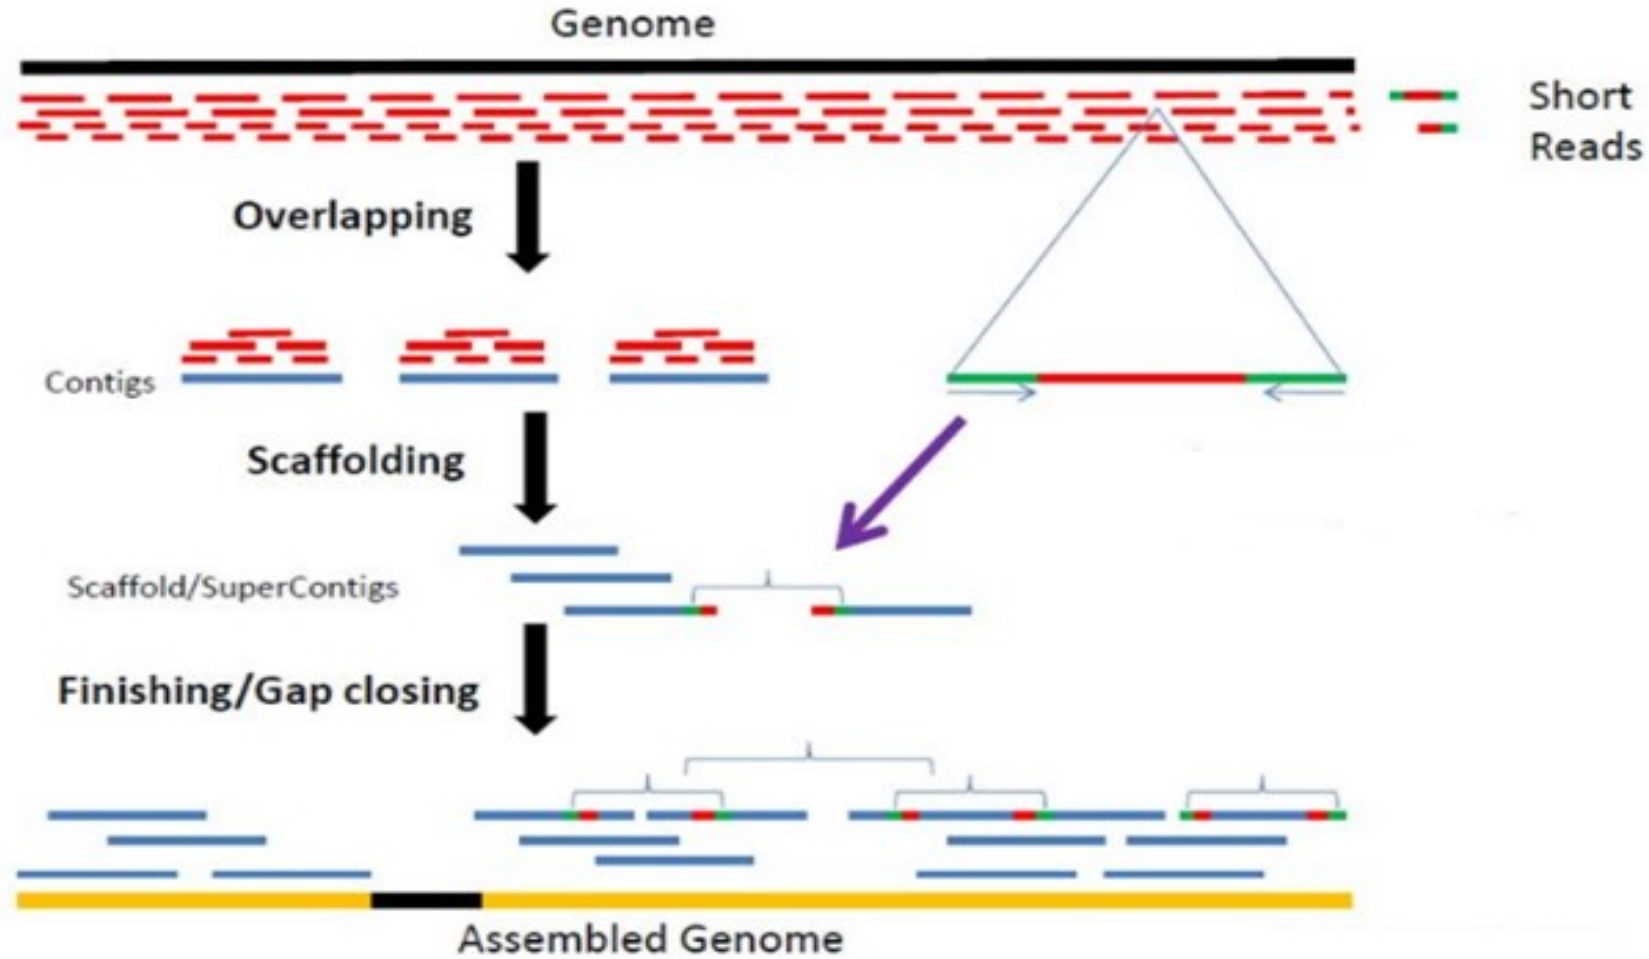 Genome
Short
Reads
Overlapping
Contigs
Scaffolding
Scaffold/SuperContigs
Finishing/Gap closing
Assembled Genome